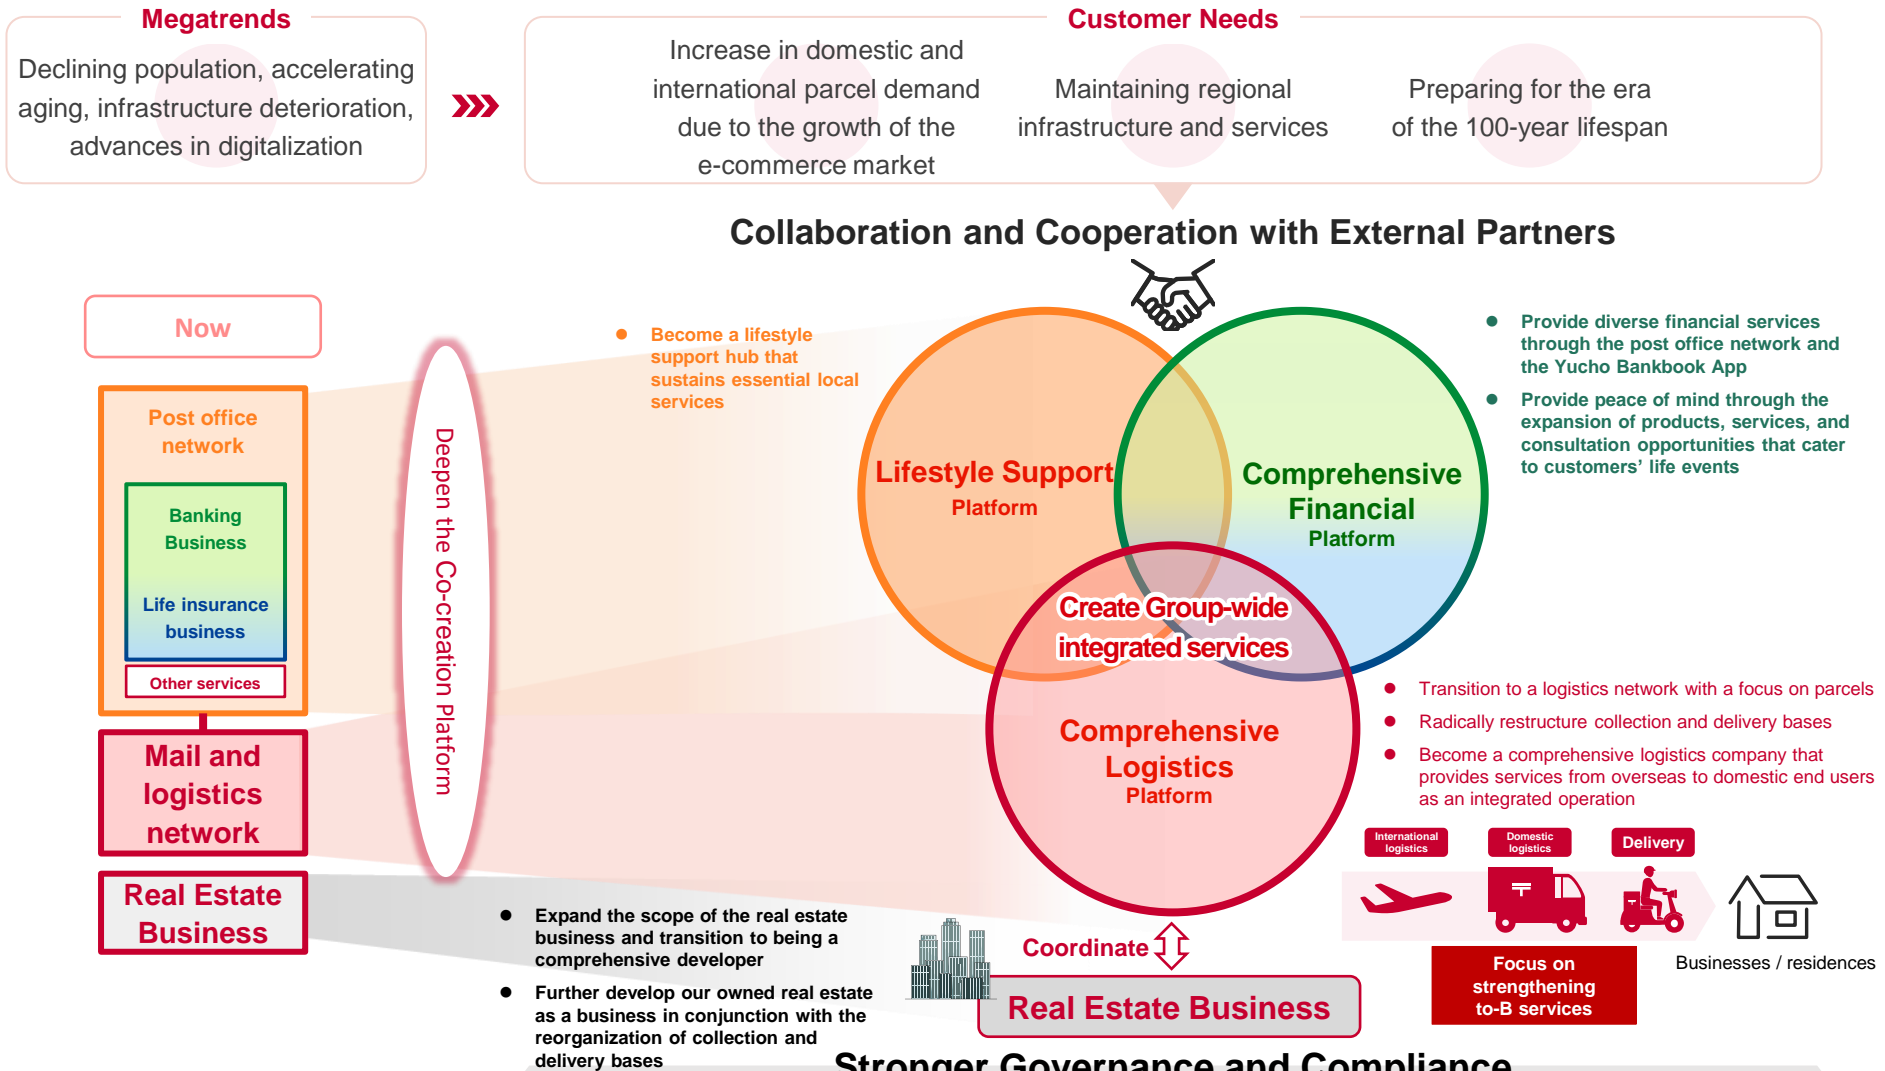 Megatrends
Declining population, accelerating
aging, infrastructure deterioration,
advances in digitalization
Customer Needs
Increase in domestic and
international parcel demand
due to the growth of the
e-commerce market
Maintaining regional
infrastructure and services
Preparing for the era
of the 100-year lifespan
Collaboration and Cooperation with External Partners
Now
Post office
network
Banking
Business
Life insurance
business
Other services
Mail and
logistics
network
Real Estate
Business
Deepen the Co-creation Platform
● Become a lifestyle
support hub that
sustains essential local
services
Lifestyle Support
Platform
Comprehensive
Financial
Platform
Create Group-wide
integrated services
Comprehensive
Logistics
Platform
● Provide diverse financial services
through the post office network and
the Yucho Bankbook App
● Provide peace of mind through the
expansion of products, services, and
consultation opportunities that cater
to customers’ life events
● Transition to a logistics network with a focus on parcels
● Radically restructure collection and delivery bases
● Become a comprehensive logistics company that
provides services from overseas to domestic end users
as an integrated operation
International
logistics
Domestic
logistics
Delivery
〒
Businesses / residences
Focus on
strengthening
to-B services
● Expand the scope of the real estate
business and transition to being a
comprehensive developer
● Further develop our owned real estate
as a business in conjunction with the
reorganization of collection and
delivery bases
Coordinate
Real Estate Business
Stronger Governance and Compliance